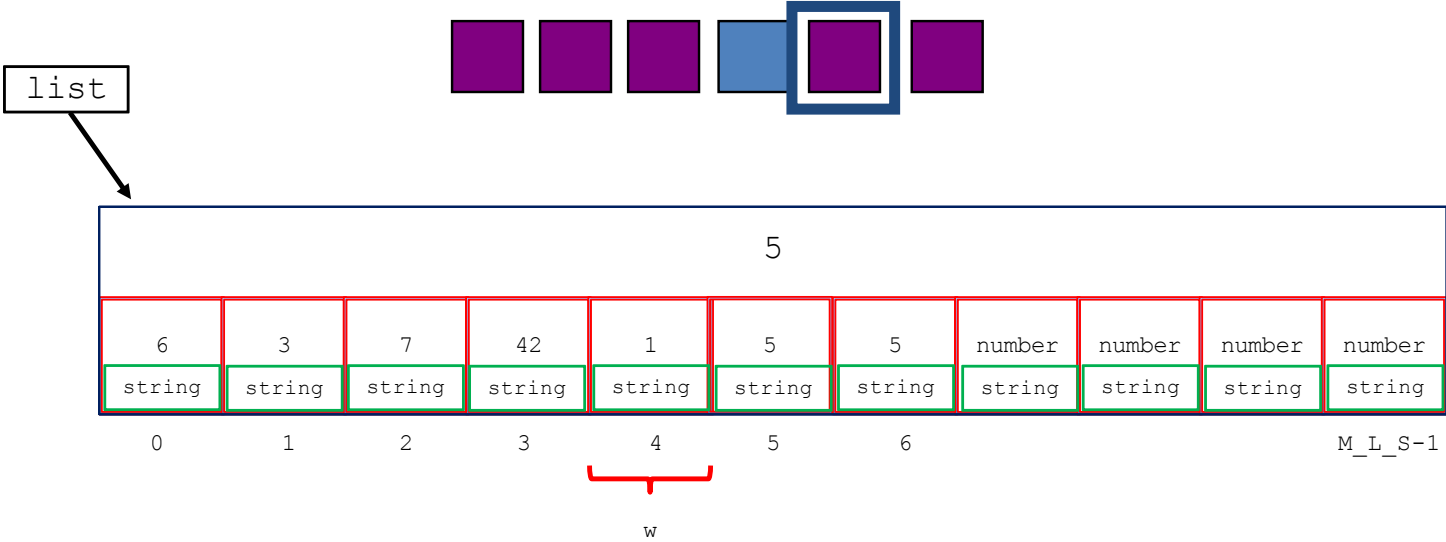 list
5
6 3 7 42 1 5 5 number number number number
string string string string string string string string string string string
0 1 2 3 4 5 6 M_L_S-1
w